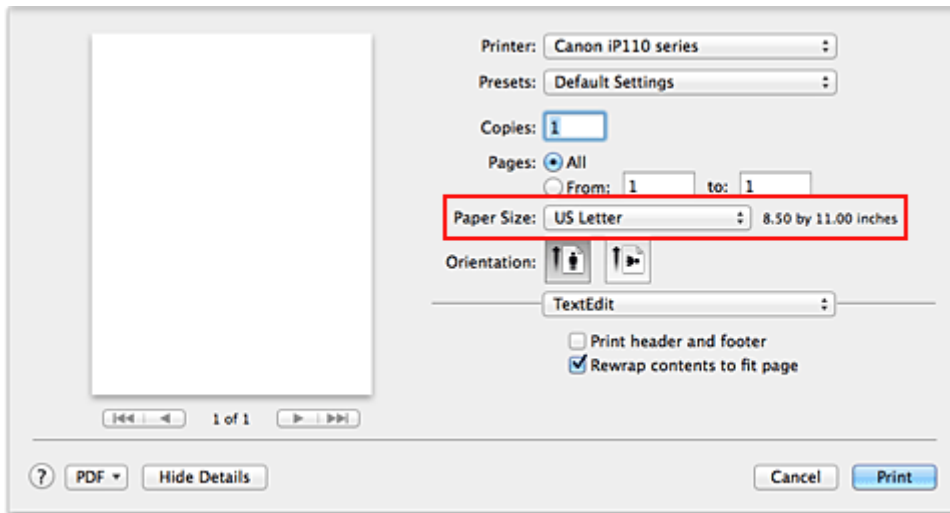 Printer: Canon iP110 series
Presets: Default Settings
Copies: 1
Pages: All
From: 1 to: 1
Paper Size: US Letter 8.50 by 11.00 inches
Orientation:
TextEdit
Print header and footer
Rewrap contents to fit page
1 of 1
? PDF Hide Details Cancel Print